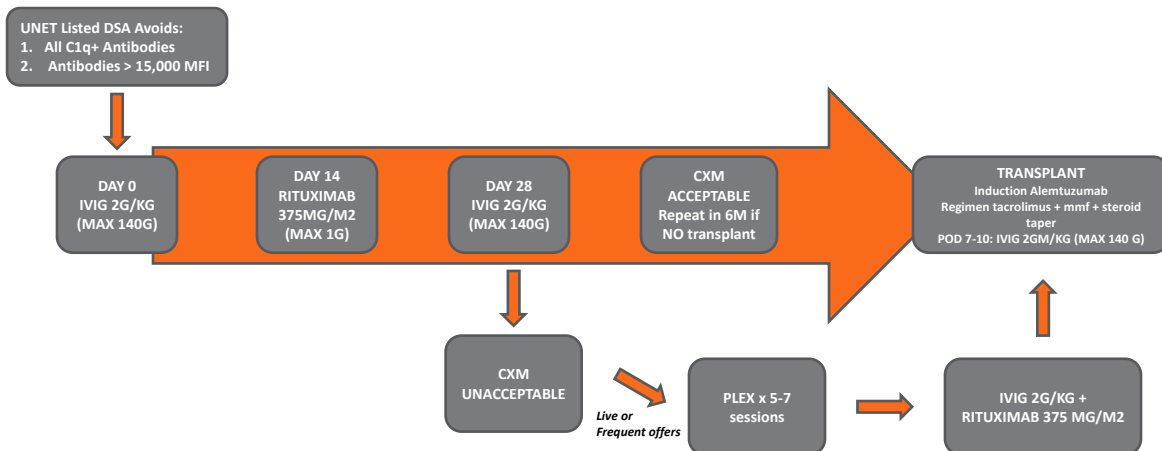 UNET Listed DSA Avoids:
1. All C1q+ Antibodies
2. Antibodies > 15,000 MFI
DAY 0
IVIG 2G/KG
(MAX 140G)
DAY 14
RITUXIMAB
375MG/M2
(MAX 1G)
DAY 28
IVIG 2G/KG
(MAX 140G)
CXM
ACCEPTABLE
Repeat in 6M if
NO transplant
TRANSPLANT
Induction Alemtuzumab
Regimen tacrolimus + mmf + steroid
taper
POD 7-10: IVIG 2GM/KG (MAX 140 G)
CXM
UNACCEPTABLE
Live or
Frequent offers
PLEX x 5-7
sessions
IVIG 2G/KG +
RITUXIMAB 375 MG/M2